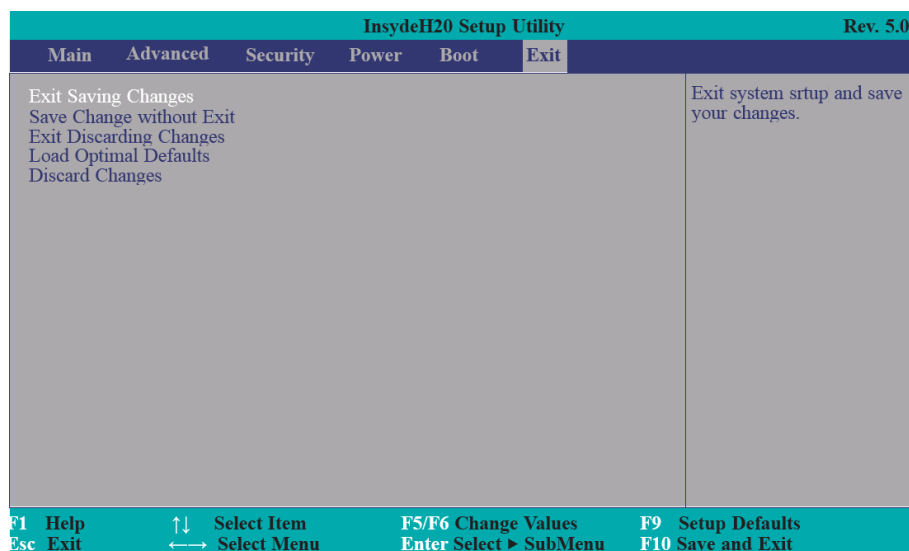 InsydeH20 Setup Utility Rev. 5.0
Main Advanced Security Power Boot Exit
Exit Saving Changes
Save Change without Exit
Exit Discarding Changes
Load Optimal Defaults
Discard Changes
Exit system srtup and save
your changes.
F1 Help ↑↓ Select Item F5/F6 Change Values F9 Setup Defaults
Esc Exit ←→ Select Menu Enter Select ► SubMenu F10 Save and Exit